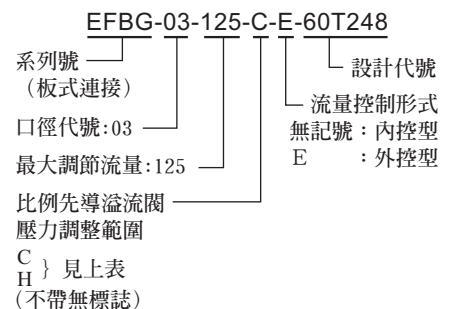 EFBG-03-125-C-E-60T248
系列號
（板式連接）
口徑代號:03
最大調節流量:125
比例先導溢流閥
壓力調整範圍
C
H } 見上表
(不帶無標誌)
設計代號
流量控制形式
無記號：內控型
E ：外控型